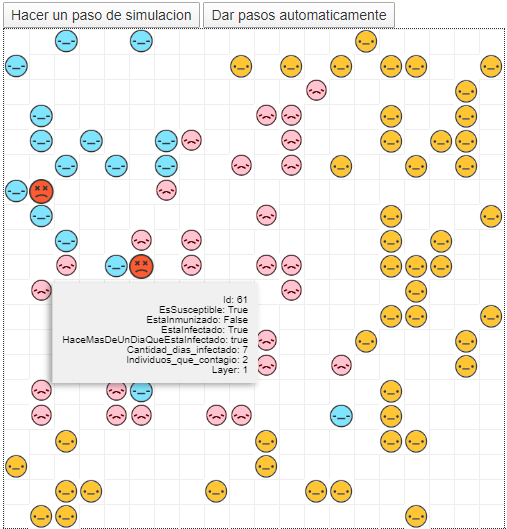 Hacer un paso de simulacion
Dar pasos automaticamente
Id: 61
EsSusceptible: True
EstaInmunizado: False
EstaInfectado: True
HaceMasDeUnDiaQueEstaInfectado: true
Cantidad_dias_infectado: 7
Individuos_que_contagio: 2
Layer: 1